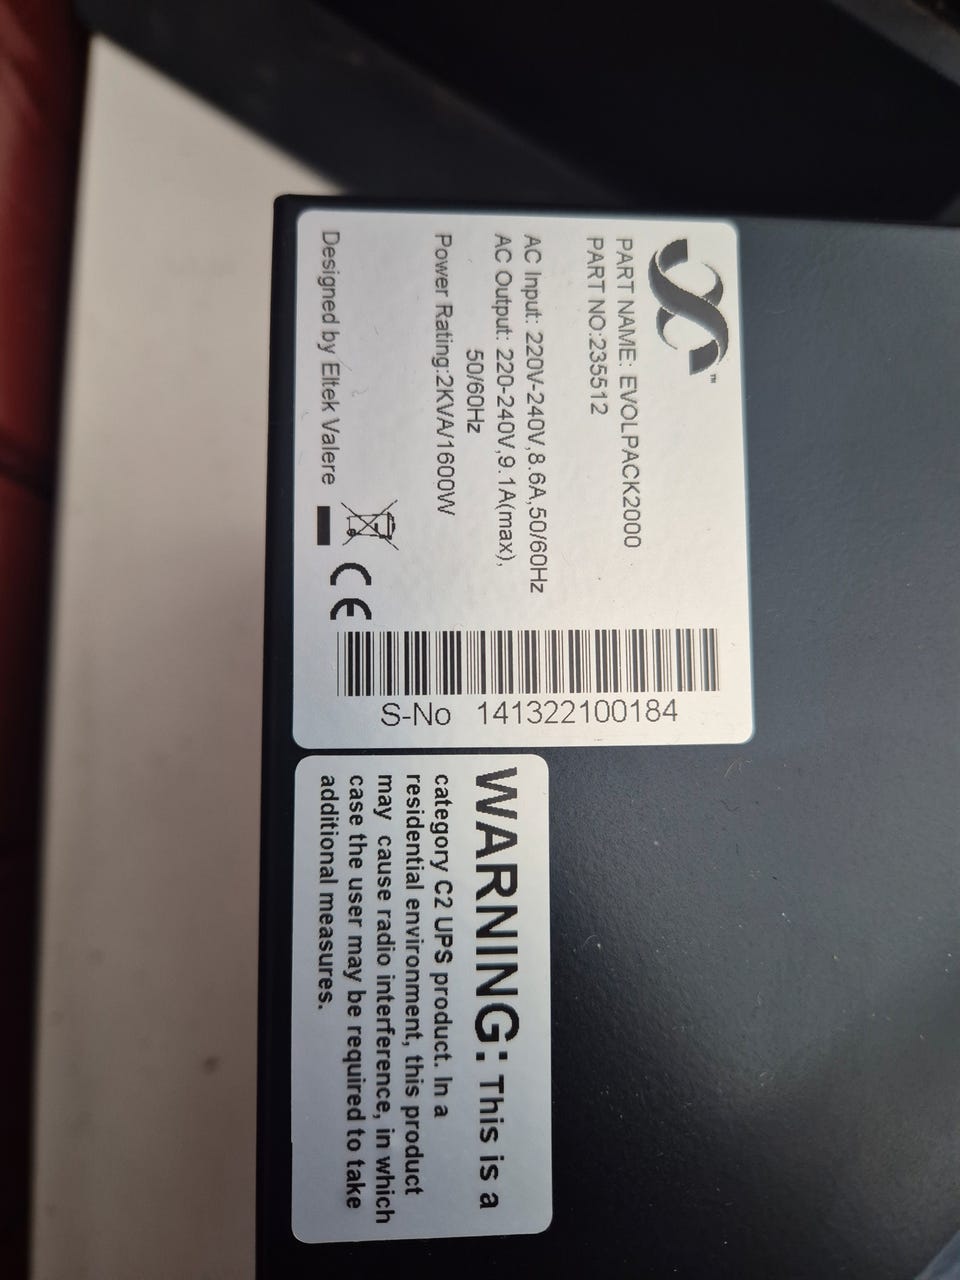 ™
PART NAME: EVOLPACK2000
PART NO:235512
AC Input: 220V-240V,8.6A,50/60Hz
AC Output: 220-240V,9.1A(max),
50/60Hz
Power Rating:2KVA/1600W
Designed by Eltek Valere
CE
S-No 141322100184
WARNING: This is a
category C2 UPS product. In a
residential environment, this product
may cause radio interference, in which
case the user may be required to take
additional measures.